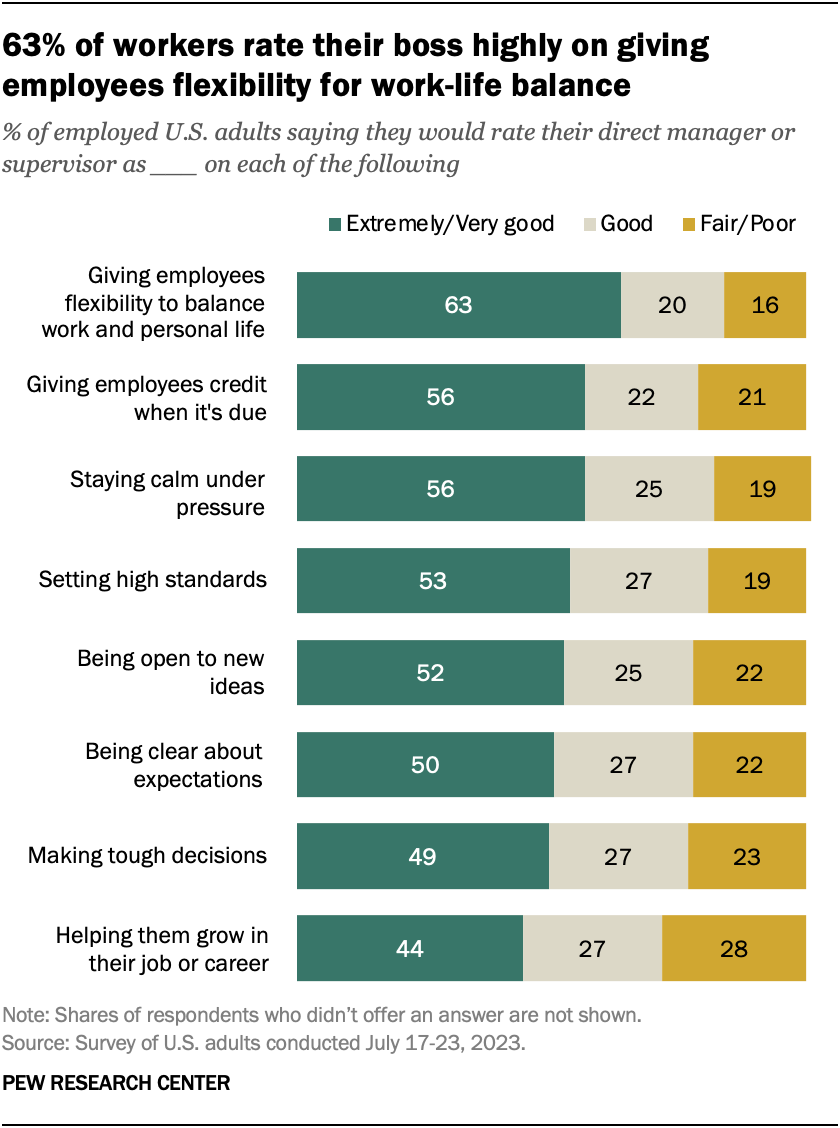 63% of workers rate their boss highly on giving
employees flexibility for work-life balance
% of employed U.S. adults saying they would rate their direct manager or
supervisor as ____ on each of the following
Extremely/Very good Good Fair/Poor
Giving employees
flexibility to balance
work and personal life
63 20 16
Giving employees credit
when it's due
56 22 21
Staying calm under
pressure
56 25 19
Setting high standards
53 27 19
Being open to new
ideas
52 25 22
Being clear about
expectations
50 27 22
Making tough decisions
49 27 23
Helping them grow in
their job or career
44 27 28
Note: Shares of respondents who didn’t offer an answer are not shown.
Source: Survey of U.S. adults conducted July 17-23, 2023.
PEW RESEARCH CENTER